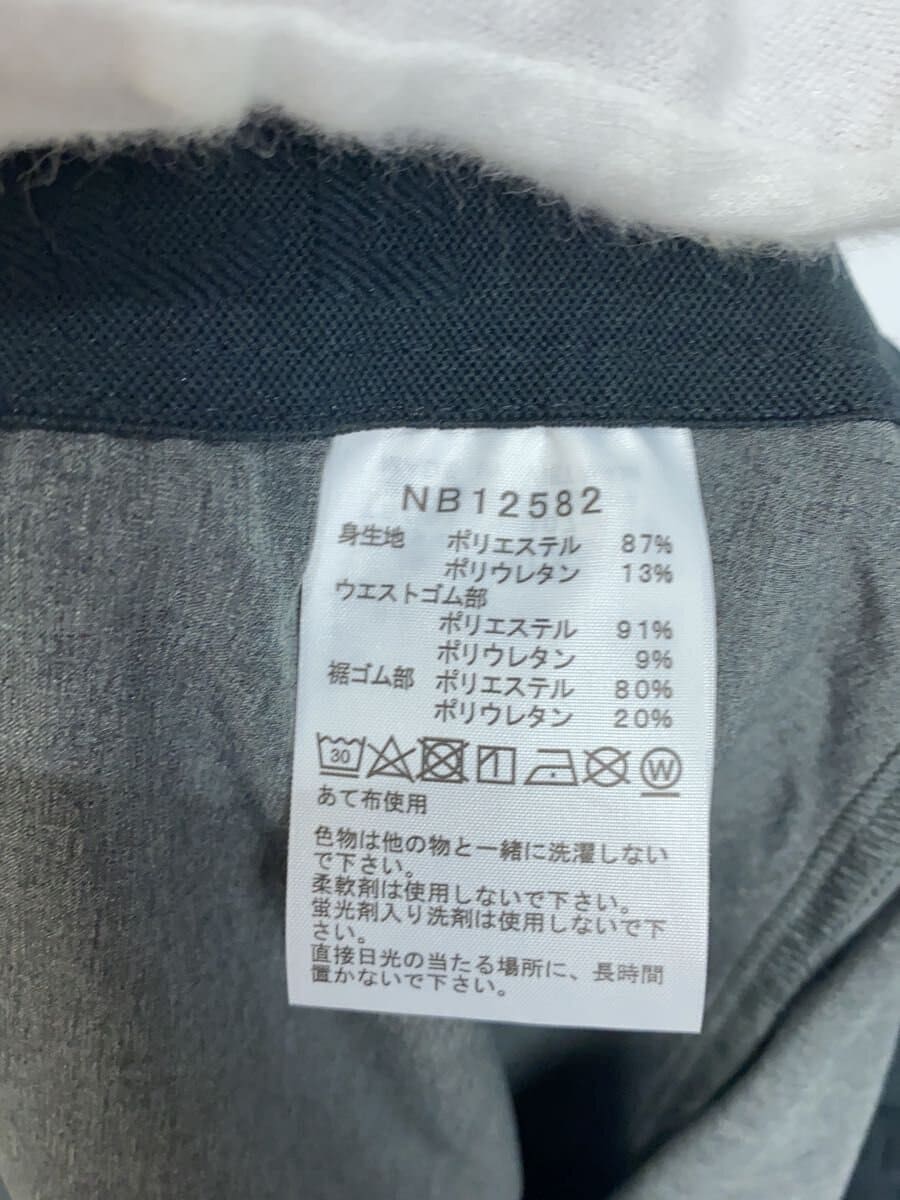 NB12582
身生地 ポリエステル 87%
ポリウレタン 13%
ウエストゴム部
ポリエステル 91%
ポリウレタン 9%
裾ゴム部 ポリエステル 80%
ポリウレタン 20%
30 W
あて布使用
色物は他の物と一緒に洗濯しない
で下さい。
柔軟剤は使用しないで下さい。
蛍光剤入り洗剤は使用しないで下
さい。
直接日光の当たる場所に、長時間
置かないで下さい。